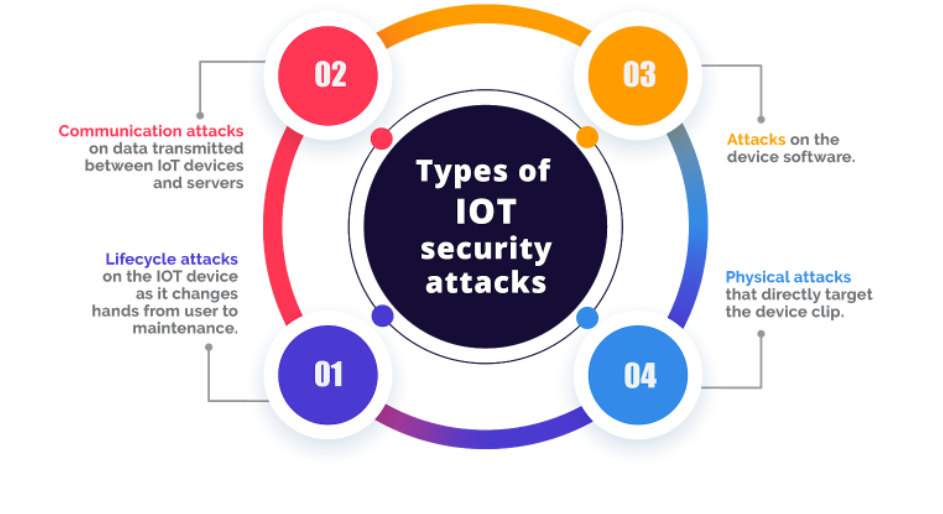 Types of
IOT
security
attacks
01
Lifecycle attacks
on the IOT device
as it changes
hands from user to
maintenance.
02
Communication attacks
on data transmitted
between IoT devices
and servers
03
Attacks on the
device software.
04
Physical attacks
that directly target
the device clip.